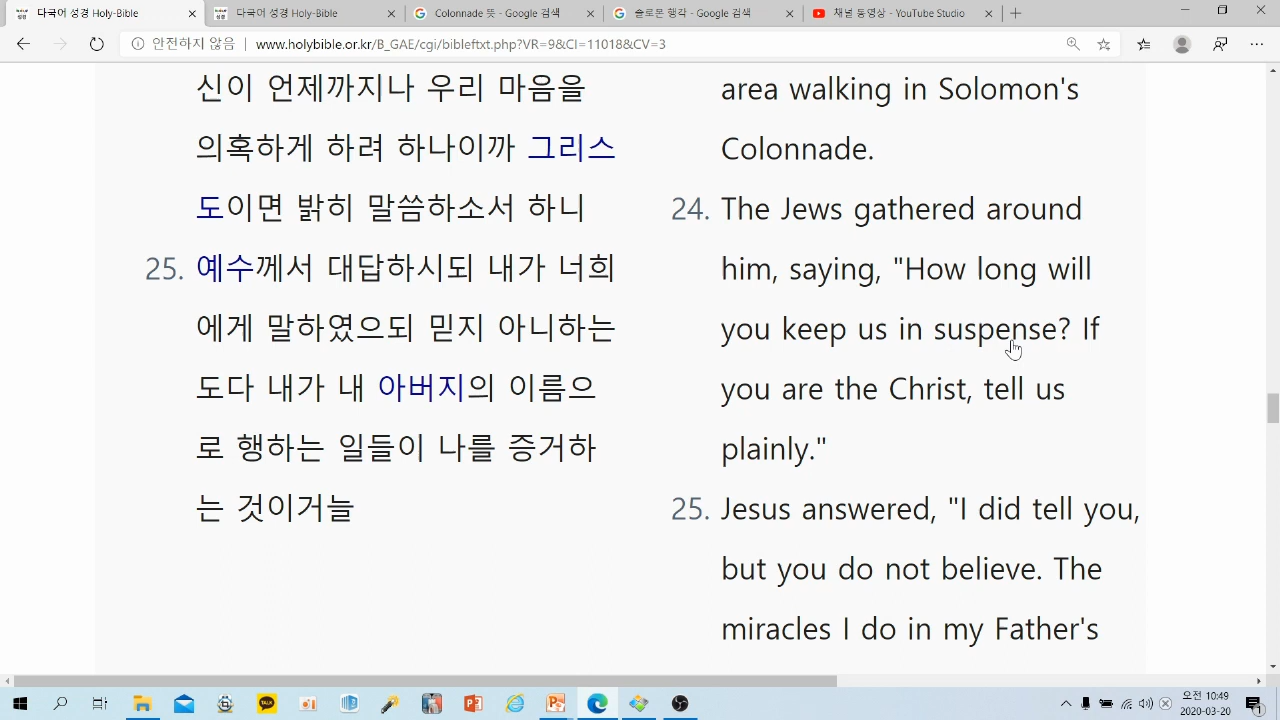 다국어 성경 Holy-Bible
다국어 성경 Holy-Bible
Colonnade 뜻 - Google 검색
솔로몬 행각 - Google 검색
채널 동영상 - YouTube Studio
안전하지 않음
www.holybible.or.kr/B_GAE/cgi/bibleftxt.php?VR=9&CI=11018&CV=3
신이 언제까지나 우리 마음을
의혹하게 하려 하나이까 그리스
도이면 밝히 말씀하소서 하니
25. 예수께서 대답하시되 내가 너희
에게 말하였으되 믿지 아니하는
도다 내가 내 아버지의 이름으
로 행하는 일들이 나를 증거하
는 것이거늘
area walking in Solomon's
Colonnade.
24. The Jews gathered around
him, saying, "How long will
you keep us in suspense? If
you are the Christ, tell us
plainly."
25. Jesus answered, "I did tell you,
but you do not believe. The
miracles I do in my Father's
TALK
오전 10:49
2020-03-20
1